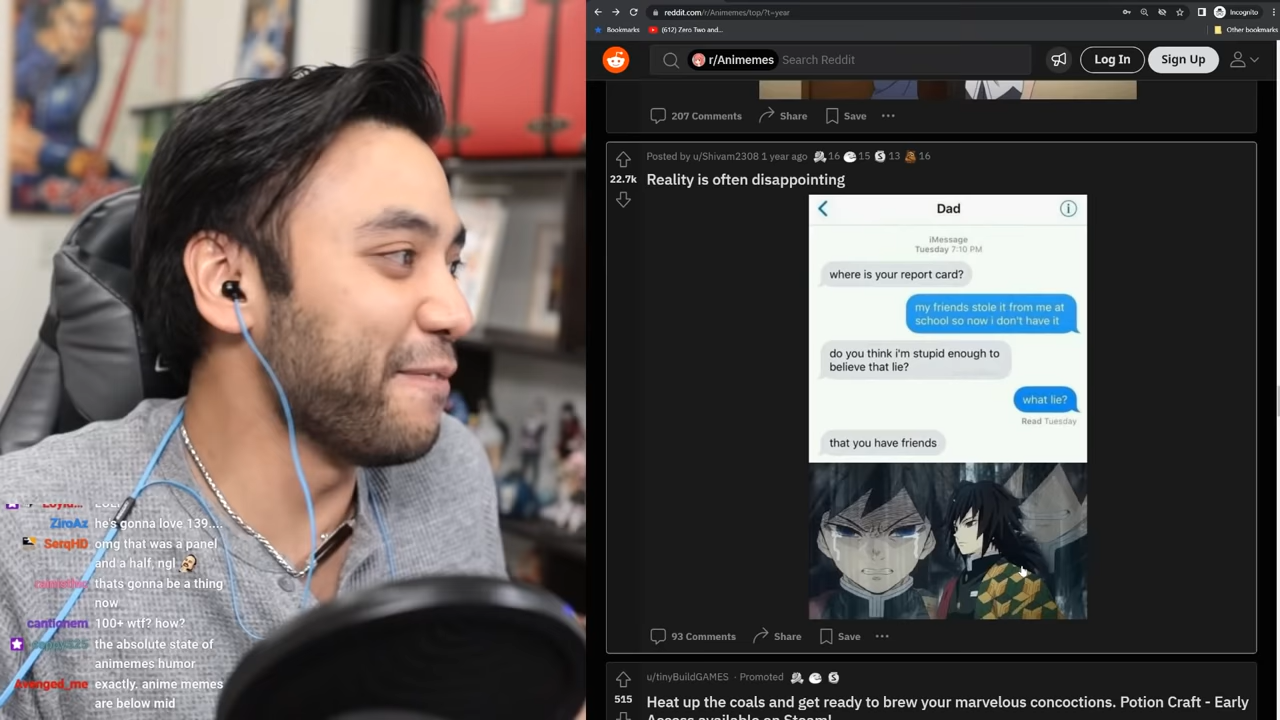 reddit.com/r/Animemes/top/?t=year
Incognito
Bookmarks
(612) Zero Two and...
Other bookmarks
r/Animemes
Search Reddit
Log In
Sign Up
207 Comments
Share
Save
Posted by u/Shivam2308 1 year ago
16
15
13
16
22.7k
Reality is often disappointing
Dad
iMessage
Tuesday 7:10 PM
where is your report card?
my friends stole it from me at
school so now i don't have it
do you think i'm stupid enough to
believe that lie?
what lie?
Read Tuesday
that you have friends
93 Comments
Share
Save
u/tinyBuildGAMES · Promoted
515
Heat up the coals and get ready to brew your marvelous concoctions. Potion Craft - Early
Access available on Steam!
ZiroAz he's gonna love 139....
SerqHD omg that was a panel
and a half, ngl
thats gonna be a thing
now
cantionem 100+ wtf? how?
the absolute state of
animemes humor
Avenged_me exactly, anime memes
are below mid